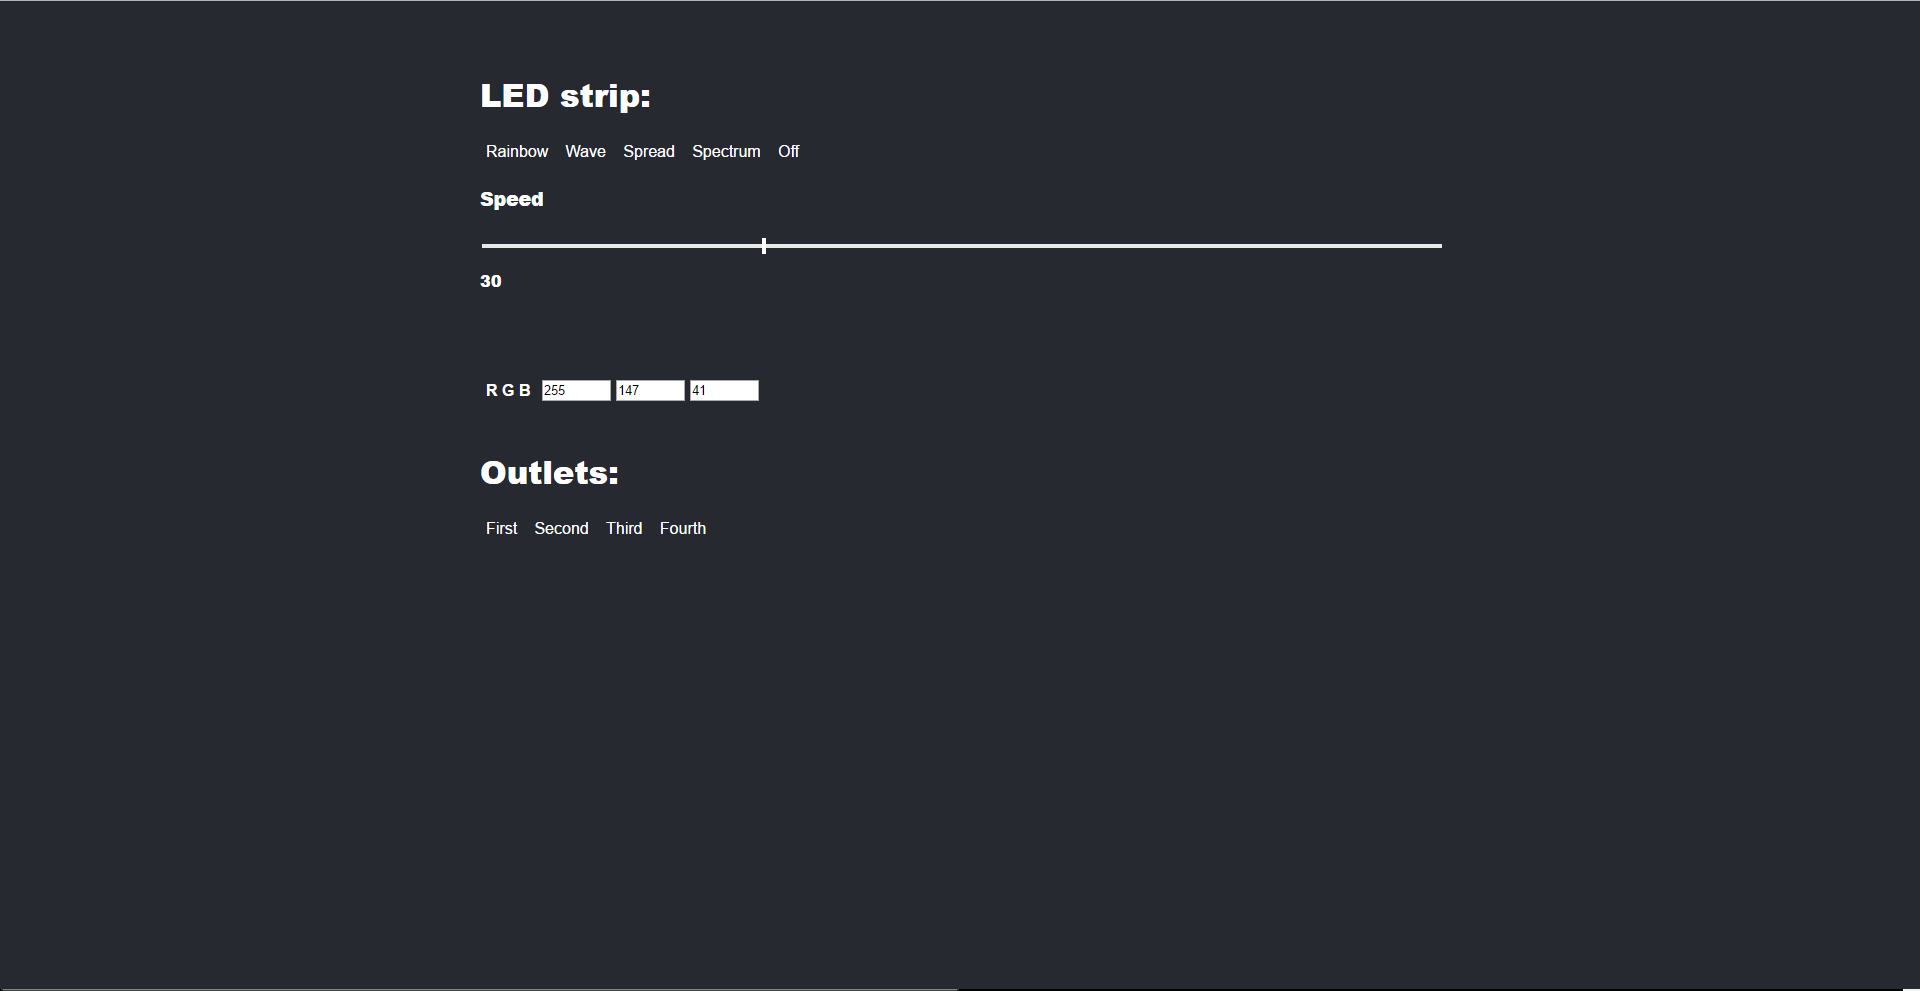 LED strip:
Rainbow Wave Spread Spectrum Off
Speed
30
R G B 255 147 41
Outlets:
First Second Third Fourth